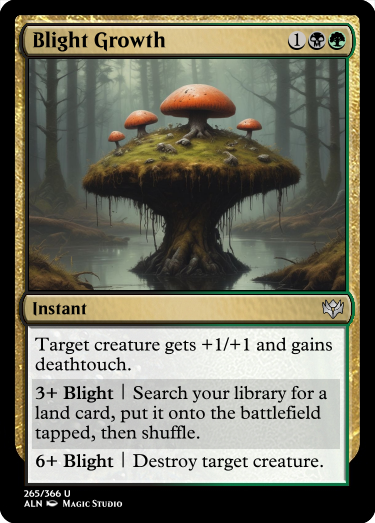 Blight Growth 1
Instant
Target creature gets +1/+1 and gains
deathtouch.
3+ Blight | Search your library for a
land card, put it onto the battlefield
tapped, then shuffle.
6+ Blight | Destroy target creature.
265/366 U
ALN MAGIC STUDIO